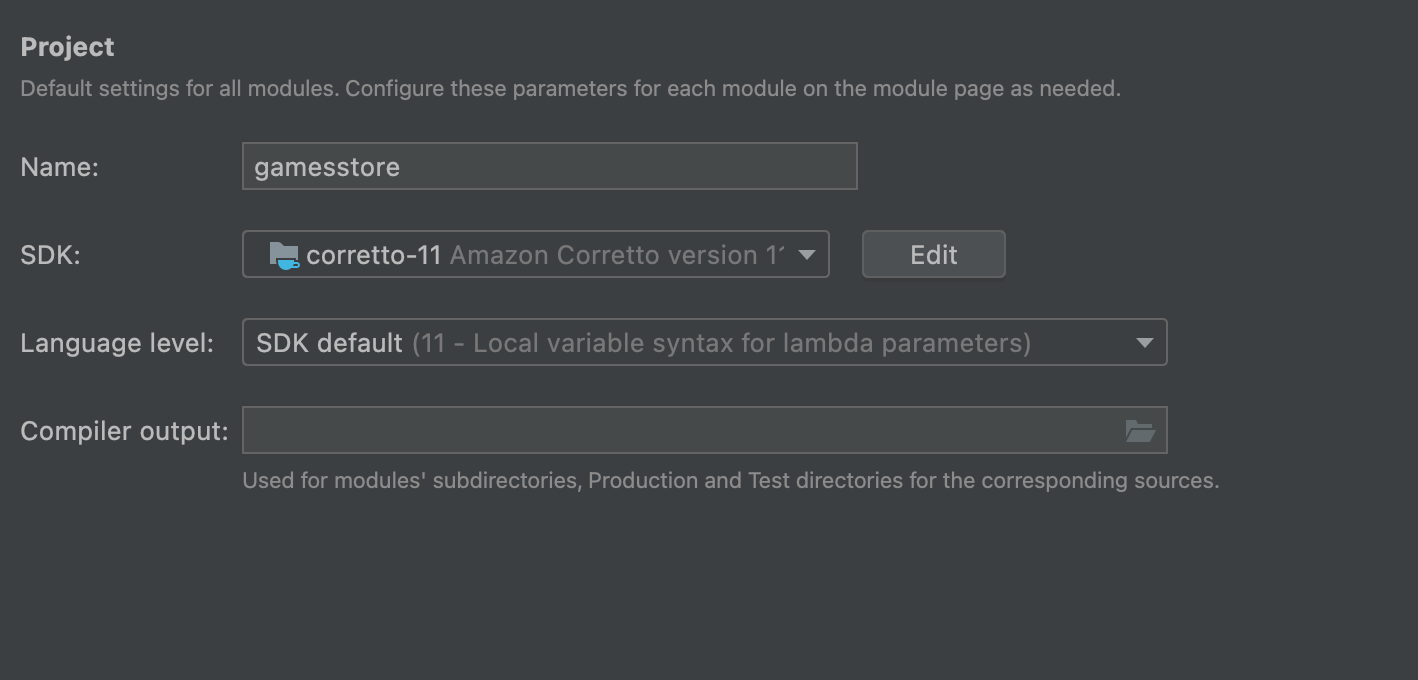 Project
Default settings for all modules. Configure these parameters for each module on the module page as needed.
Name: gamesstore
SDK: corretto-11 Amazon Corretto version Edit
Language level: SDK default (11 - Local variable syntax for lambda parameters)
Compiler output:
Used for modules' subdirectories, Production and Test directories for the corresponding sources.